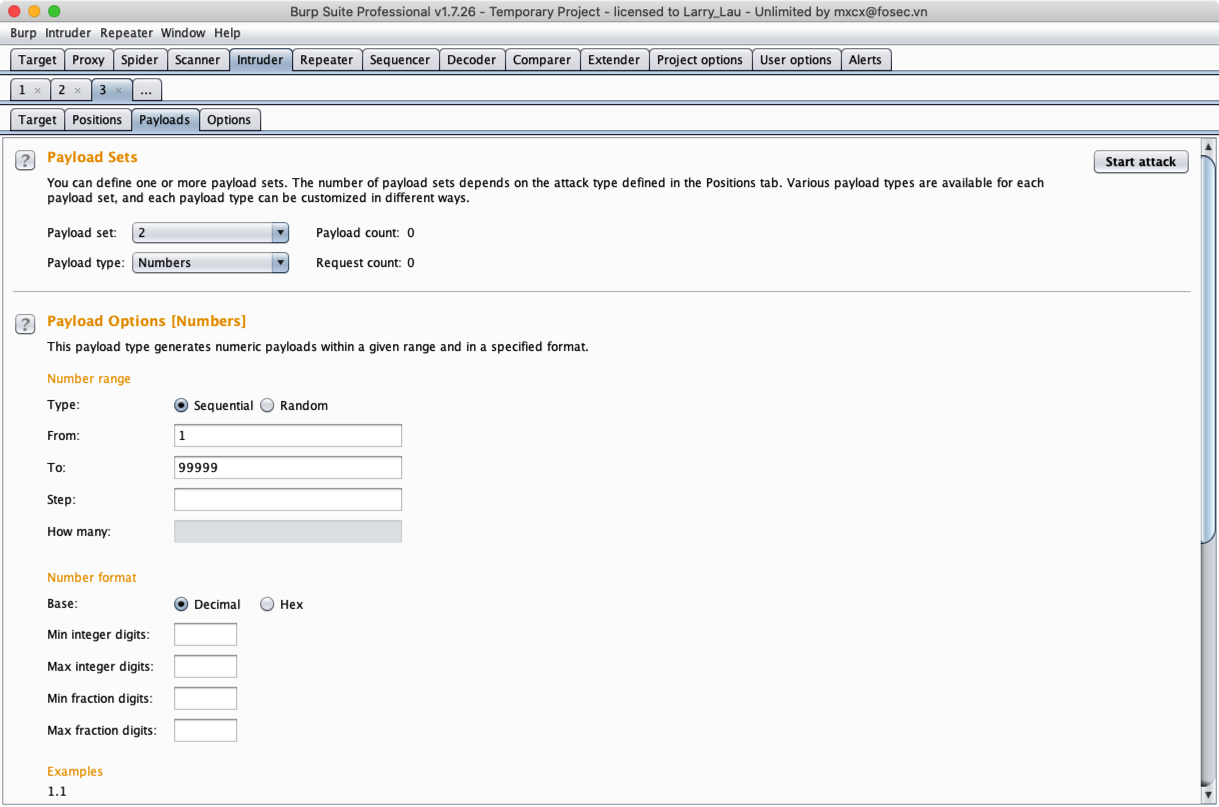 Burp Suite Professional v1.7.26 - Temporary Project - licensed to Larry_Lau - Unlimited by mxcx@fosec.vn
Burp Intruder Repeater Window Help
Target Proxy Spider Scanner Intruder Repeater Sequencer Decoder Comparer Extender Project options User options Alerts
1 × 2 × 3 × ...
Target Positions Payloads Options
? Payload Sets
Start attack
You can define one or more payload sets. The number of payload sets depends on the attack type defined in the Positions tab. Various payload types are available for each
payload set, and each payload type can be customized in different ways.
Payload set: 2 Payload count: 0
Payload type: Numbers Request count: 0
? Payload Options [Numbers]
This payload type generates numeric payloads within a given range and in a specified format.
Number range
Type: Sequential Random
From: 1
To: 99999
Step:
How many:
Number format
Base: Decimal Hex
Min integer digits:
Max integer digits:
Min fraction digits:
Max fraction digits:
Examples
1.1